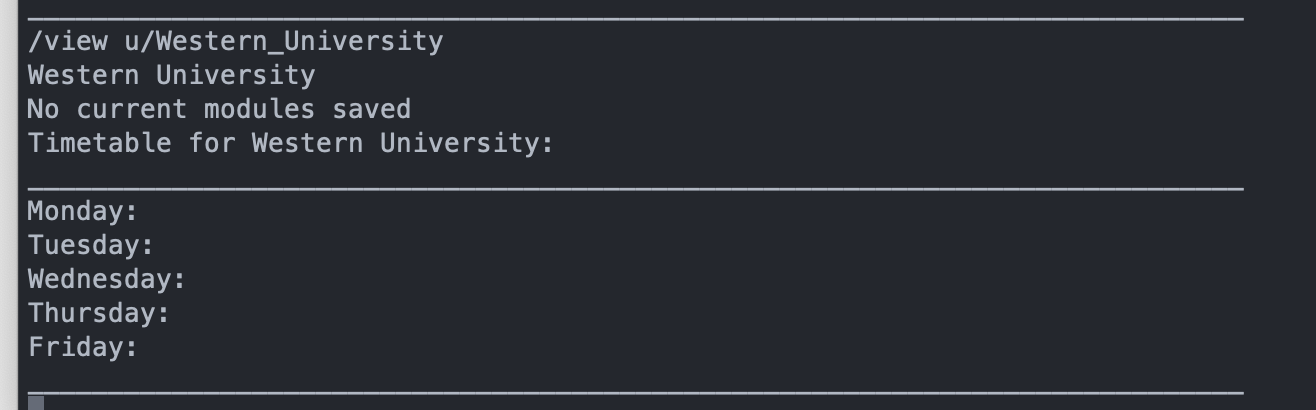 /view u/Western_University
Western University
No current modules saved
Timetable for Western University:
Monday:
Tuesday:
Wednesday:
Thursday:
Friday: